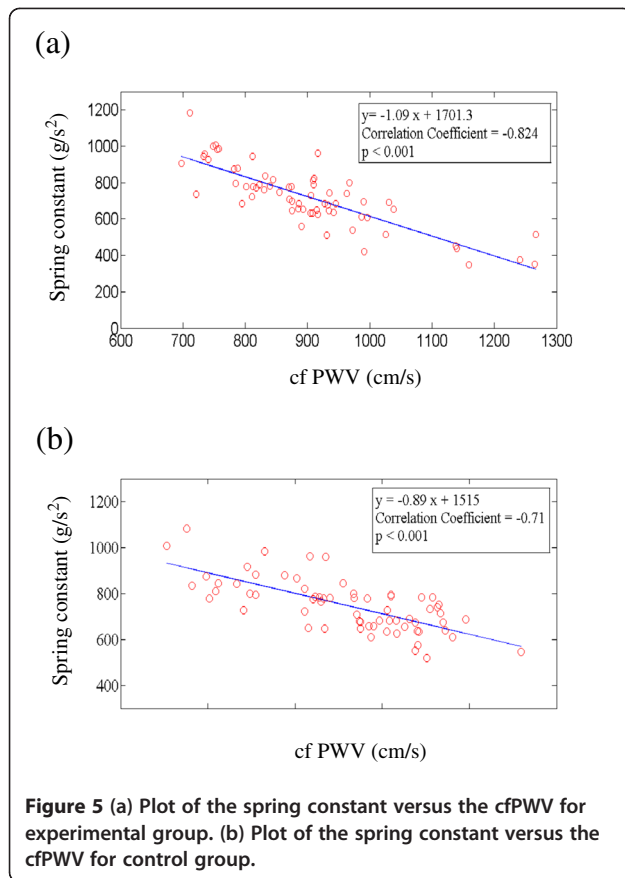 (a)
Spring constant (g/s²)
1200
1000
800
600
400
200
0
y= -1.09 x + 1701.3
Correlation Coefficient = -0.824
p < 0.001
600 700 800 900 1000 1100 1200 1300
cf PWV (cm/s)
(b)
Spring constant (g/s²)
1200
1000
800
600
400
y = -0.89 x + 1515
Correlation Coefficient = -0.71
p < 0.001
cf PWV (cm/s)
Figure 5 (a) Plot of the spring constant versus the cfPWV for
experimental group. (b) Plot of the spring constant versus the
cfPWV for control group.